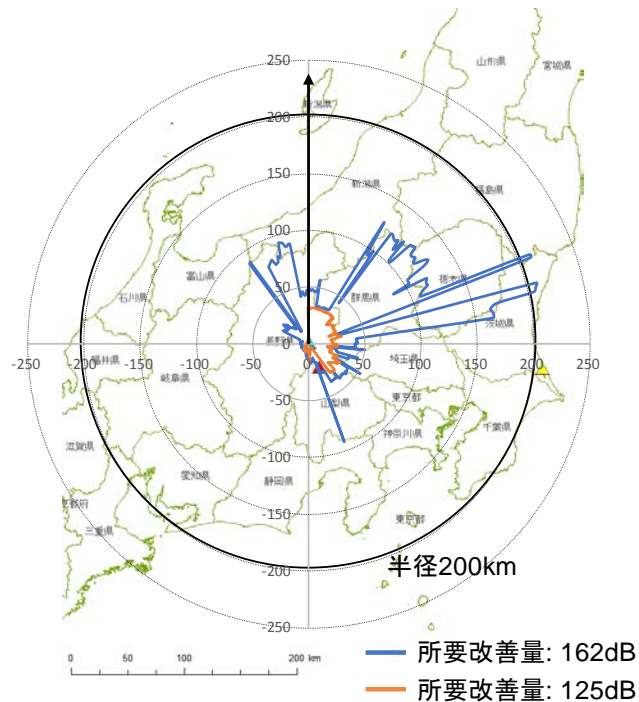 250
山形県
宮城県
新潟県
200
150
新潟県
福島県
100
富山県
栃木県
石川県
50
群馬県
茨城県
長野県
0
-250
-200
-150
-100
-50
0
50
100
150
200
250
福井県
埼玉県
岐阜県
-50
山梨県
東京都
滋賀県
神奈川県
千葉県
-100
愛知県
静岡県
京都府
三重県
-150
東京都
半径200km
-200
-250
0
50
100
200 km
所要改善量: 162dB
所要改善量: 125dB